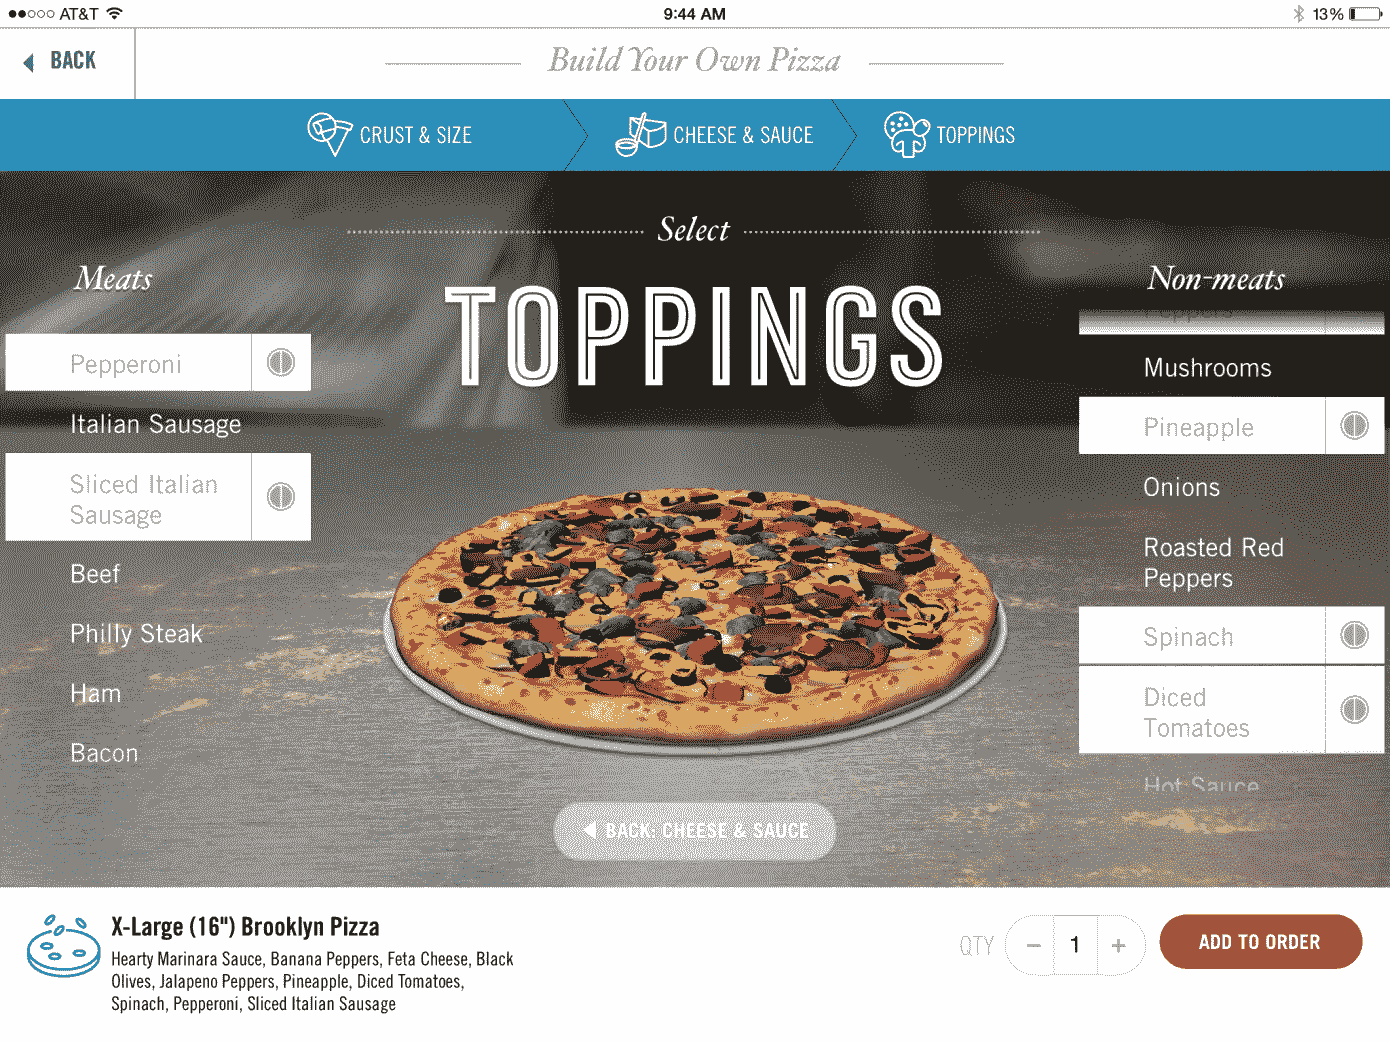 AT&T
9:44 AM
13%
BACK
Build Your Own Pizza
CRUST & SIZE
CHEESE & SAUCE
TOPPINGS
Select
TOPPINGS
Meats
Pepperoni
Italian Sausage
Sliced Italian
Sausage
Beef
Philly Steak
Ham
Bacon
Non-meats
Peppers
Mushrooms
Pineapple
Onions
Roasted Red
Peppers
Spinach
Diced
Tomatoes
Hot Sauce
BACK: CHEESE & SAUCE
X-Large (16") Brooklyn Pizza
Hearty Marinara Sauce, Banana Peppers, Feta Cheese, Black
Olives, Jalapeno Peppers, Pineapple, Diced Tomatoes,
Spinach, Pepperoni, Sliced Italian Sausage
QTY
1
ADD TO ORDER